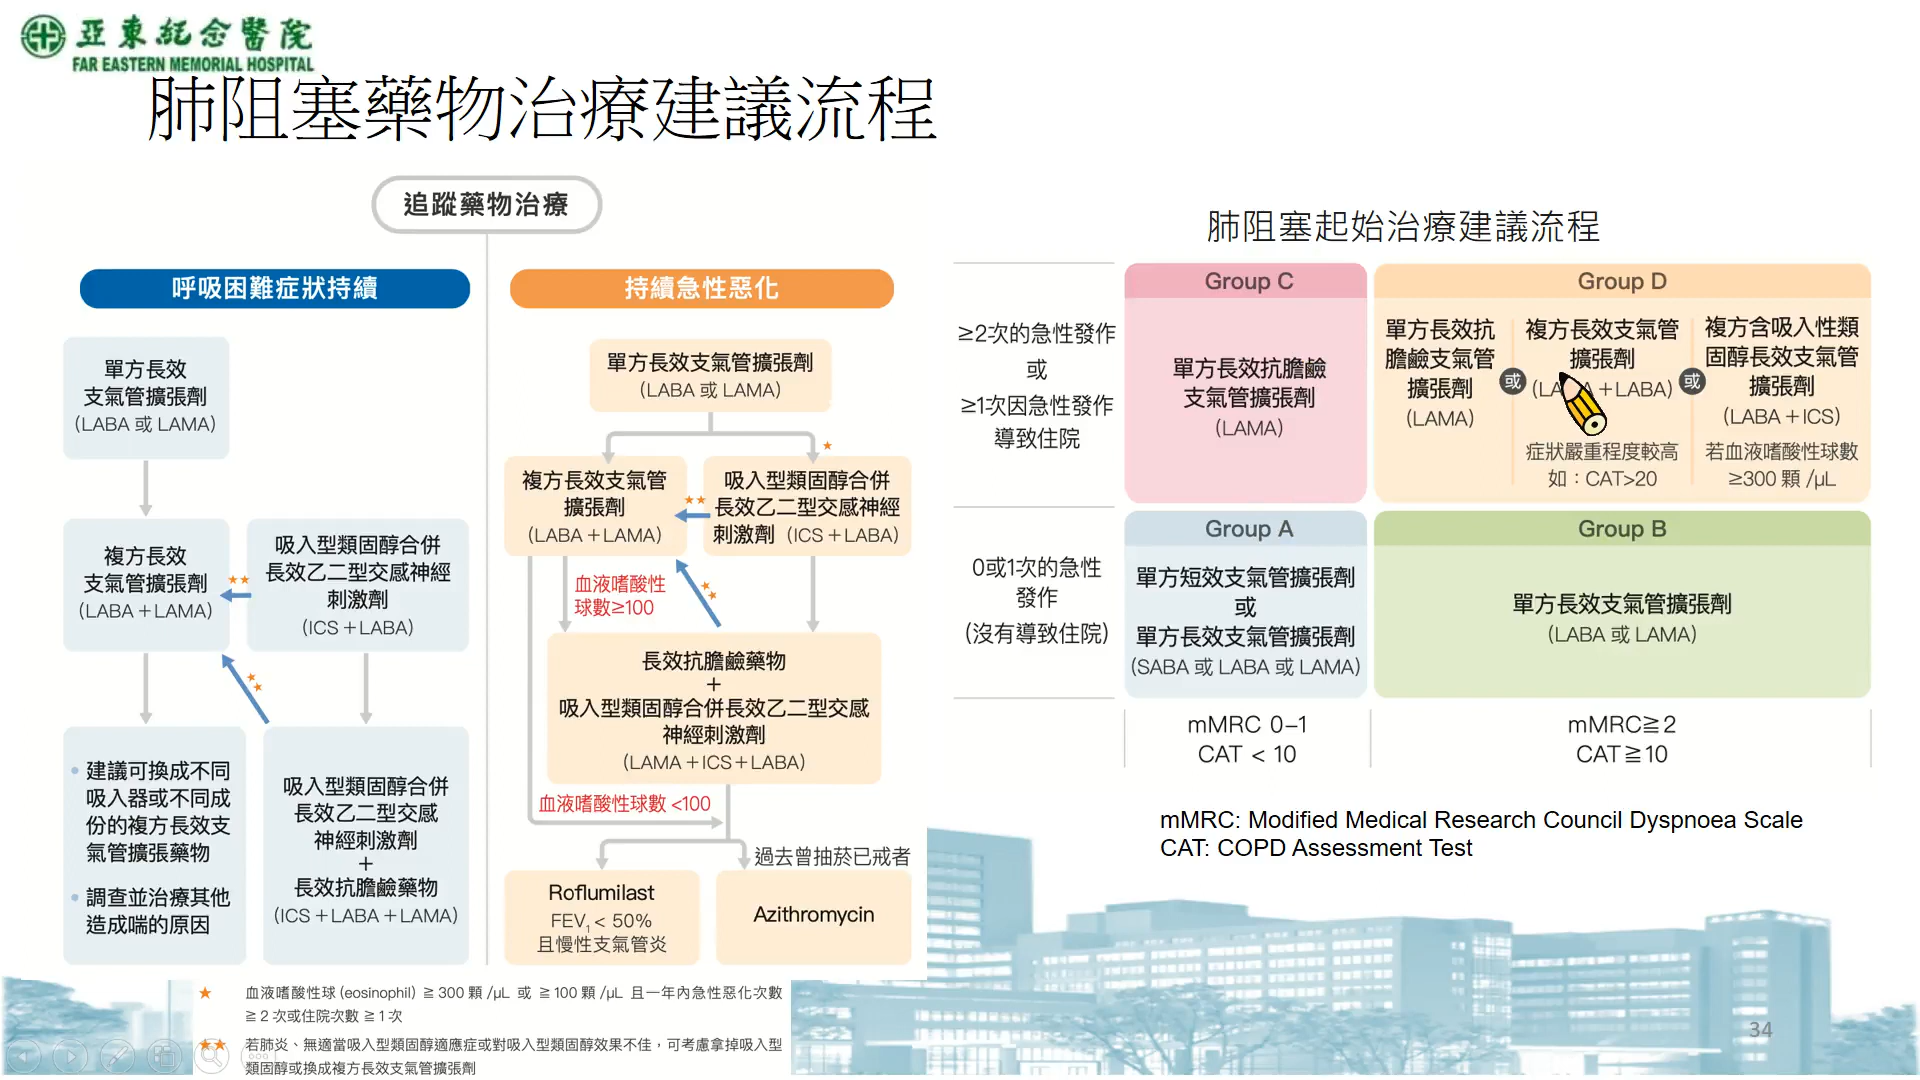 亞東紀念醫院
FAR EASTERN MEMORIAL HOSPITAL
肺阻塞藥物治療建議流程
追蹤藥物治療
呼吸困難症狀持續
單方長效
支氣管擴張劑
(LABA 或 LAMA)
複方長效
支氣管擴張劑
(LABA+LAMA)
★★
吸入型類固醇合併
長效乙二型交感神經
刺激劑
(ICS+LABA)
★★
• 建議可換成不同
吸入器或不同成
份的複方長效支
氣管擴張藥物
• 調查並治療其他
造成喘的原因
吸入型類固醇合併
長效乙二型交感
神經刺激劑
+
長效抗膽鹼藥物
(ICS+LABA+LAMA)
持續急性惡化
單方長效支氣管擴張劑
(LABA 或 LAMA)
★
複方長效支氣管
擴張劑
(LABA+LAMA)
★★
吸入型類固醇合併
長效乙二型交感神經
刺激劑 (ICS+LABA)
血液嗜酸性
球數≥100
★★
長效抗膽鹼藥物
+
吸入型類固醇合併長效乙二型交感
神經刺激劑
(LAMA+ICS+LABA)
血液嗜酸性球數 <100
過去曾抽菸已戒者
Roflumilast
FEV₁ < 50%
且慢性支氣管炎
Azithromycin
★ 血液嗜酸性球 (eosinophil) ≧ 300 顆 /μL 或 ≧ 100 顆 /μL 且一年內急性惡化次數
≧ 2 次或住院次數 ≧ 1 次
★★ 若肺炎、無適當吸入型類固醇適應症或對吸入型類固醇效果不佳，可考慮拿掉吸入型
類固醇或換成複方長效支氣管擴張劑
肺阻塞起始治療建議流程
≥2次的急性發作
或
≥1次因急性發作
導致住院
Group C
單方長效抗膽鹼
支氣管擴張劑
(LAMA)
Group D
單方長效抗
膽鹼支氣管
擴張劑
(LAMA)
或
複方長效支氣管
擴張劑
+LABA)
症狀嚴重程度較高
如：CAT>20
或
複方含吸入性類
固醇長效支氣管
擴張劑
(LABA+ICS)
若血液嗜酸性球數
≥300 顆 /μL
0或1次的急性
發作
(沒有導致住院)
Group A
單方短效支氣管擴張劑
或
單方長效支氣管擴張劑
(SABA 或 LABA 或 LAMA)
Group B
單方長效支氣管擴張劑
(LABA 或 LAMA)
mMRC 0–1
CAT < 10
mMRC≧2
CAT≧10
mMRC: Modified Medical Research Council Dyspnoea Scale
CAT: COPD Assessment Test
34